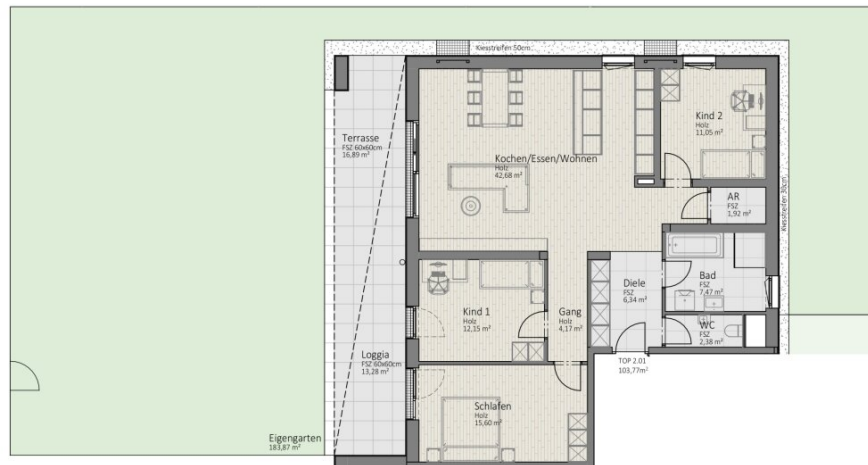 Kiesstreifen 50cm
Terrasse
FSZ 60x60cm
16,89 m²
Kochen/Essen/Wohnen
Holz
42,68 m²
Kind 2
Holz
11,05 m²
Kiesstreifen 30cm
AR
FSZ
1,92 m²
Bad
FSZ
7,47 m²
Diele
FSZ
6,34 m²
Gang
Holz
4,17 m²
Kind 1
Holz
12,15 m²
WC
FSZ
2,38 m²
Loggia
FSZ 60x60cm
13,28 m²
TOP 2.01
103,77m²
Schlafen
Holz
15,60 m²
Eigengarten
183,87 m²